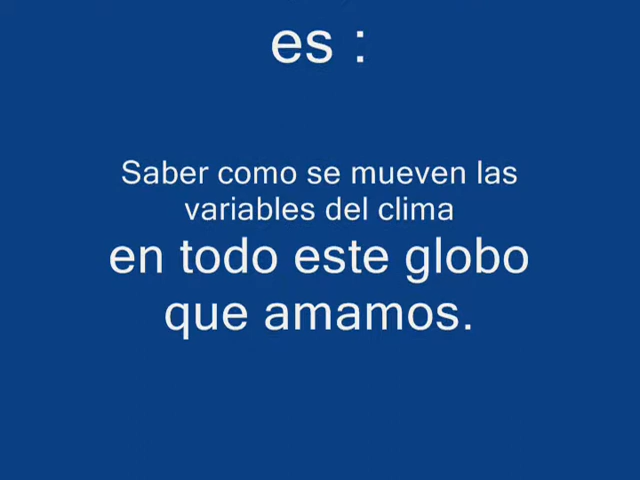 es :
Saber como se mueven las
variables del clima
en todo este globo
que amamos.